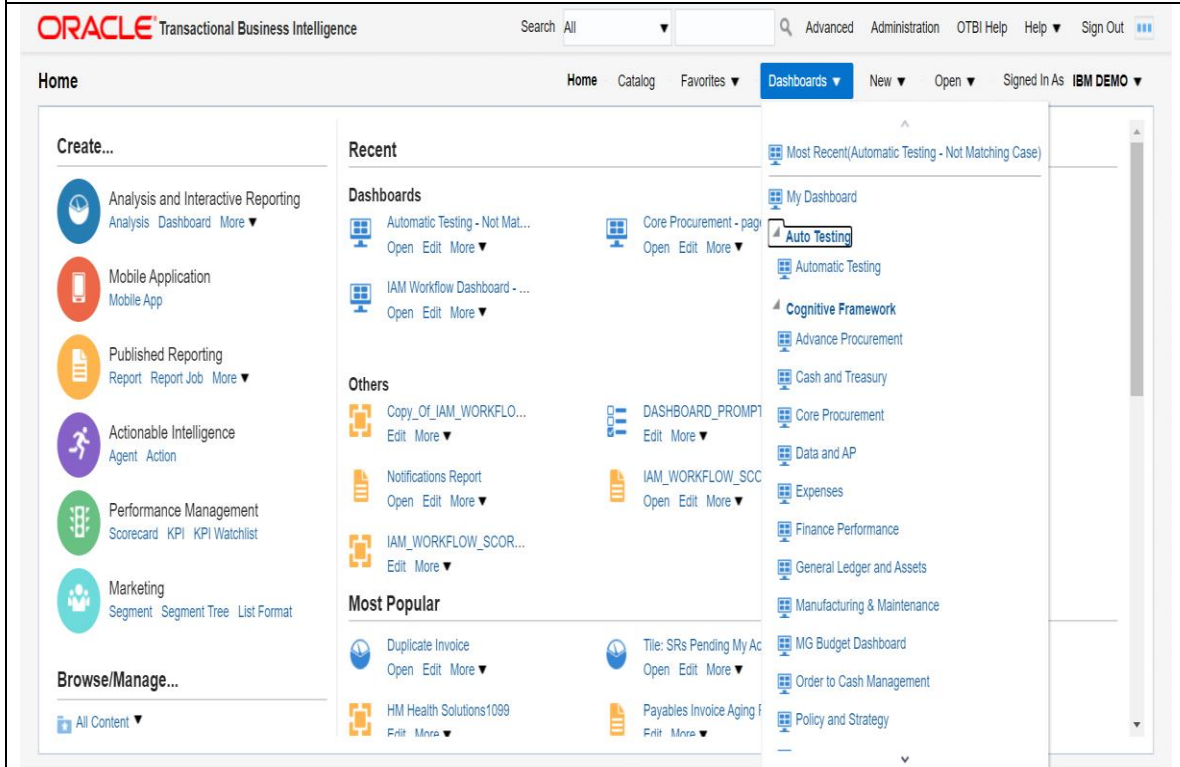 ORACLE Transactional Business Intelligence
Search All Advanced Administration OTBI Help Help Sign Out
Home
Home Catalog Favorites Dashboards New Open Signed In As IBM DEMO
Create...
Analysis and Interactive Reporting
Analysis Dashboard More
Mobile Application
Mobile App
Published Reporting
Report Report Job More
Actionable Intelligence
Agent Action
Performance Management
Scorecard KPI KPI Watchlist
Marketing
Segment Segment Tree List Format
Browse/Manage...
All Content
Recent
Dashboards
Automatic Testing - Not Mat...
Open Edit More
Core Procurement - page
Open Edit More
IAM Workflow Dashboard - ...
Open Edit More
Others
Copy_Of_IAM_WORKFLO...
Edit More
DASHBOARD_PROMPT
Edit More
Notifications Report
Open Edit More
IAM_WORKFLOW_SCO
Open Edit More
IAM_WORKFLOW_SCOR...
Edit More
Most Popular
Duplicate Invoice
Open Edit More
Tile: SRs Pending My Ac
Open Edit More
HM Health Solutions1099
Edit More
Payables Invoice Aging
Edit More
Most Recent(Automatic Testing - Not Matching Case)
My Dashboard
Auto Testing
Automatic Testing
Cognitive Framework
Advance Procurement
Cash and Treasury
Core Procurement
Data and AP
Expenses
Finance Performance
General Ledger and Assets
Manufacturing & Maintenance
MG Budget Dashboard
Order to Cash Management
Policy and Strategy